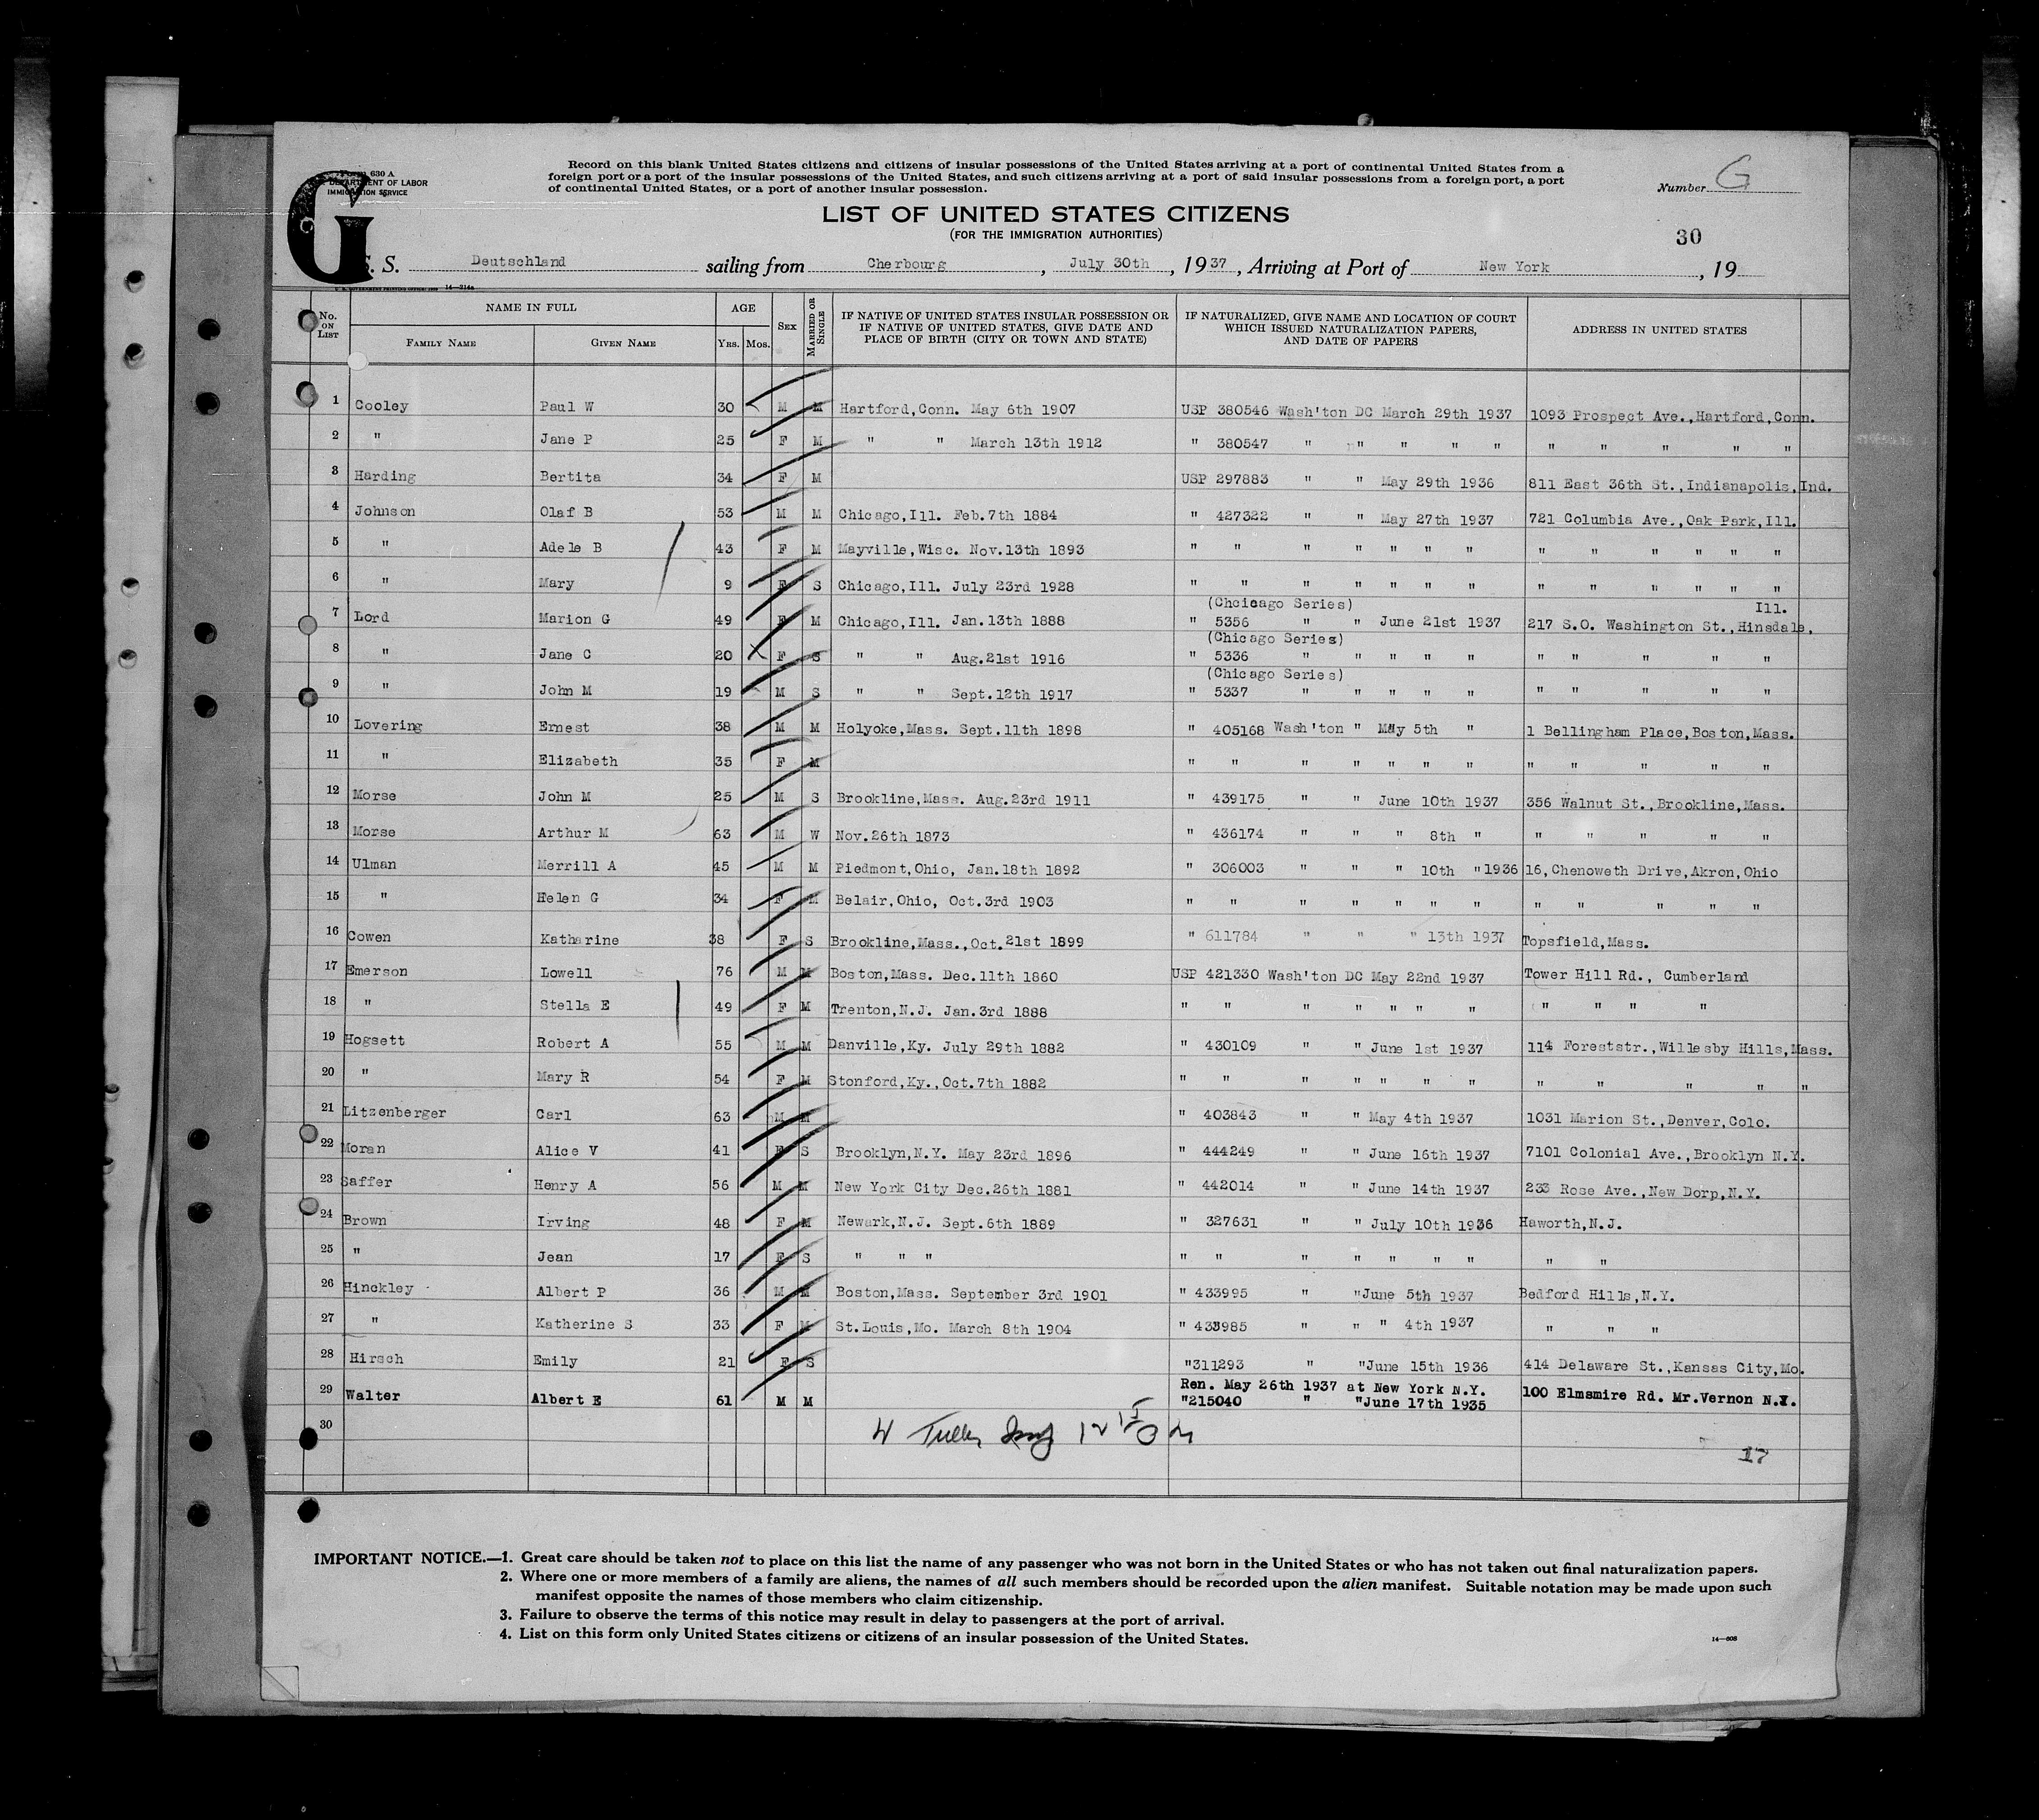 Record on this blank United States citizens and citizens of insular possessions of the United States arriving at a port of continental United States from a
foreign port or a port of the insular possessions of the United States, and such citizens arriving at a port of said insular possessions from a foreign port, a port
of continental United States, or a port of another insular possession.
630 A
DEPARTMENT OF LABOR
IMMIGRATION SERVICE
G
Number G
LIST OF UNITED STATES CITIZENS
(FOR THE IMMIGRATION AUTHORITIES)
30
S. S. Deutschland sailing from Cherbourg, July 30th, 1937, Arriving at Port of New York, 19
14—214a
No. on List NAME IN FULL AGE Sex Married or Single IF NATIVE OF UNITED STATES INSULAR POSSESSION OR IF NATIVE OF UNITED STATES, GIVE DATE AND PLACE OF BIRTH (CITY OR TOWN AND STATE) IF NATURALIZED, GIVE NAME AND LOCATION OF COURT WHICH ISSUED NATURALIZATION PAPERS, AND DATE OF PAPERS ADDRESS IN UNITED STATES
Family Name Given Name Yrs. Mos.
1 Cooley Paul W 30 M M Hartford,Conn. May 6th 1907 USP 380546 Wash'ton DC March 29th 1937 1093 Prospect Ave.,Hartford,Conn.
2 " Jane P 25 F M " " March 13th 1912 " 380547 " " " " " " " " " "
3 Harding Bertita 34 F M USP 297883 " " May 29th 1936 811 East 36th St.,Indianapolis,Ind.
4 Johnson Olaf B 53 M M Chicago,Ill. Feb.7th 1884 " 427322 " " May 27th 1937 721 Columbia Ave.,Oak Park,Ill.
5 " Adele B 43 F M Mayville,Wisc. Nov.13th 1893 " " " " " " " " " " " " "
6 " Mary 9 F S Chicago,Ill. July 23rd 1928 " " " " " " " " " " " " "
(Chcicago Series) Ill.
7 Lord Marion G 49 F M Chicago,Ill. Jan.13th 1888 " 5356 " " June 21st 1937 217 S.O. Washington St.,Hinsdale,
(Chicago Series)
8 " Jane C 20 F S " " Aug.21st 1916 " 5336 " " " " " " " " " "
(Chicago Series)
9 " John M 19 M S " " Sept.12th 1917 " 5337 " " " " " " " " " "
10 Lovering Ernest 38 M M Holyoke,Mass. Sept.11th 1898 " 405168 Wash'ton " May 5th " 1 Bellingham Place,Boston,Mass.
11 " Elizabeth 35 F M " " " " " " " " " " " "
12 Morse John M 25 M S Brookline,Mass. Aug.23rd 1911 " 439175 " " June 10th 1937 356 Walnut St.,Brookline,Mass.
13 Morse Arthur M 63 M W Nov.26th 1873 " 436174 " " " 8th " " " " " "
14 Ulman Merrill A 45 M M Piedmont,Ohio, Jan.18th 1892 " 306003 " " " 10th " 1936 16,Chenoweth Drive,Akron,Ohio
15 " Helen G 34 F M Belair,Ohio, Oct.3rd 1903 " " " " " " " " " " " "
16 Cowen Katharine 38 F S Brookline,Mass.,Oct.21st 1899 " 611784 " " " 13th 1937 Topsfield,Mass.
17 Emerson Lowell 76 M M Boston,Mass. Dec.11th 1860 USP 421330 Wash'ton DC May 22nd 1937 Tower Hill Rd., Cumberland
18 " Stella E 49 F M Trenton,N.J. Jan.3rd 1888 " " " " " " " " " " "
19 Hogsett Robert A 55 M M Danville,Ky. July 29th 1882 " 430109 " " June 1st 1937 114 Foreststr.,Willesby Hills,Mass.
20 " Mary R 54 F M Stonford,Ky.,Oct.7th 1882 " " " " " " " " " " " "
21 Litzenberger Carl 63 M M " 403843 " " May 4th 1937 1031 Marion St.,Denver,Colo.
22 Moran Alice V 41 F S Brooklyn,N.Y. May 23rd 1896 " 444249 " " June 16th 1937 7101 Colonial Ave.,Brooklyn N.Y.
23 Saffer Henry A 56 M M New York City Dec.26th 1881 " 442014 " " June 14th 1937 233 Rose Ave.,New Dorp,N.Y.
24 Brown Irving 48 F M Newark,N.J. Sept.6th 1889 " 327631 " " July 10th 1936 Haworth,N.J.
25 " Jean 17 F S " " " " " " " " " " " "
26 Hinckley Albert P 36 M M Boston,Mass. September 3rd 1901 " 433995 " "June 5th 1937 Bedford Hills,N.Y.
27 " Katherine S 33 F M St.Louis,Mo. March 8th 1904 " 433985 " " " 4th 1937 " " "
28 Hirsch Emily 21 F S "311293 " "June 15th 1936 414 Delaware St.,Kansas City,Mo.
Ren. May 26th 1937 at New York N.Y.
29 Walter Albert E 61 M M "215040 " "June 17th 1935 100 Elmsmire Rd. Mr.Vernon N.Y.
30
17
IMPORTANT NOTICE.—1. Great care should be taken not to place on this list the name of any passenger who was not born in the United States or who has not taken out final naturalization papers.
2. Where one or more members of a family are aliens, the names of all such members should be recorded upon the alien manifest. Suitable notation may be made upon such
manifest opposite the names of those members who claim citizenship.
3. Failure to observe the terms of this notice may result in delay to passengers at the port of arrival.
4. List on this form only United States citizens or citizens of an insular possession of the United States.
14—608